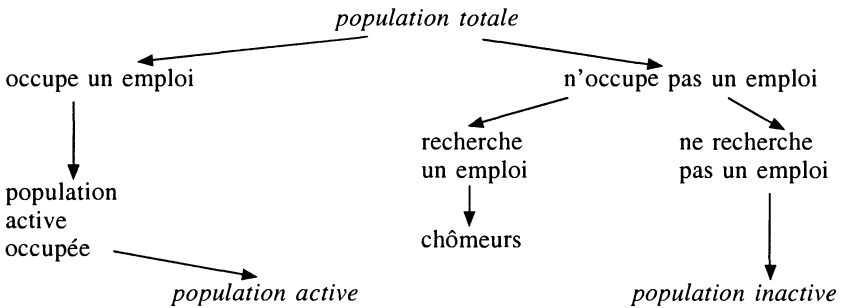 population totale
occupe un emploi
n'occupe pas un emploi
recherche
un emploi
ne recherche
pas un emploi
population
active
occupée
chômeurs
population active
population inactive